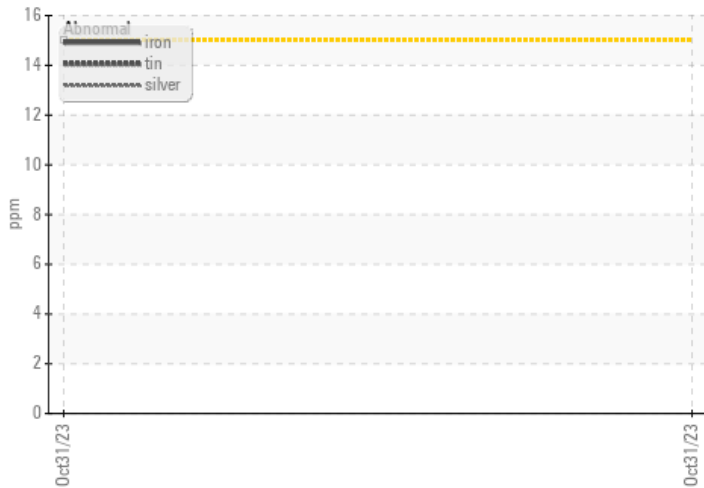 16
14
12
10
8
6
4
2
0
ppm
Abnormal
iron
tin
silver
Oct31/23
Oct31/23